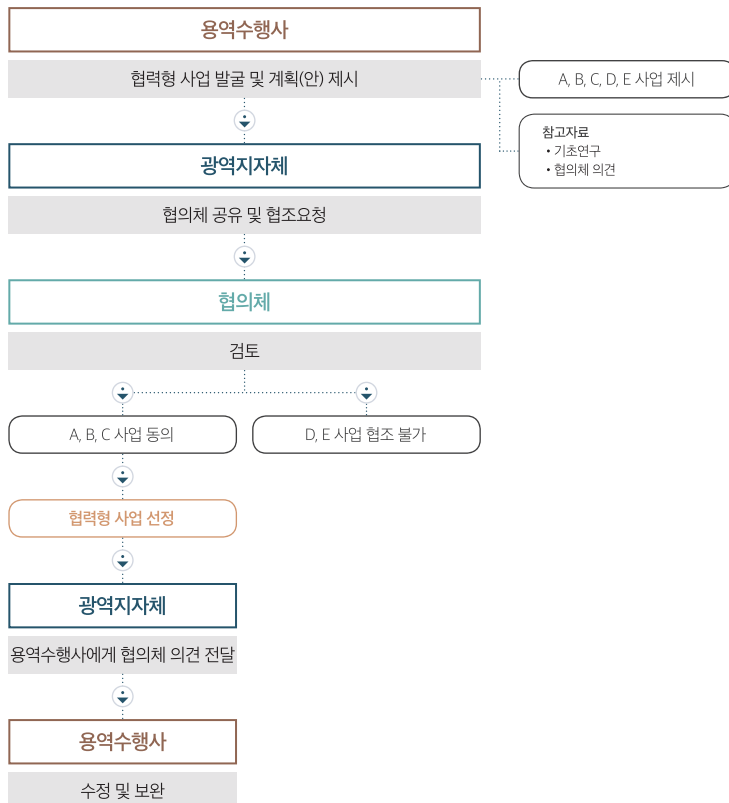 용역수행사
협력형 사업 발굴 및 계획(안) 제시
A, B, C, D, E 사업 제시
참고자료
• 기초연구
• 협의체 의견
광역지자체
협의체 공유 및 협조요청
협의체
검토
A, B, C 사업 동의
D, E 사업 협조 불가
협력형 사업 선정
광역지자체
용역수행사에게 협의체 의견 전달
용역수행사
수정 및 보완